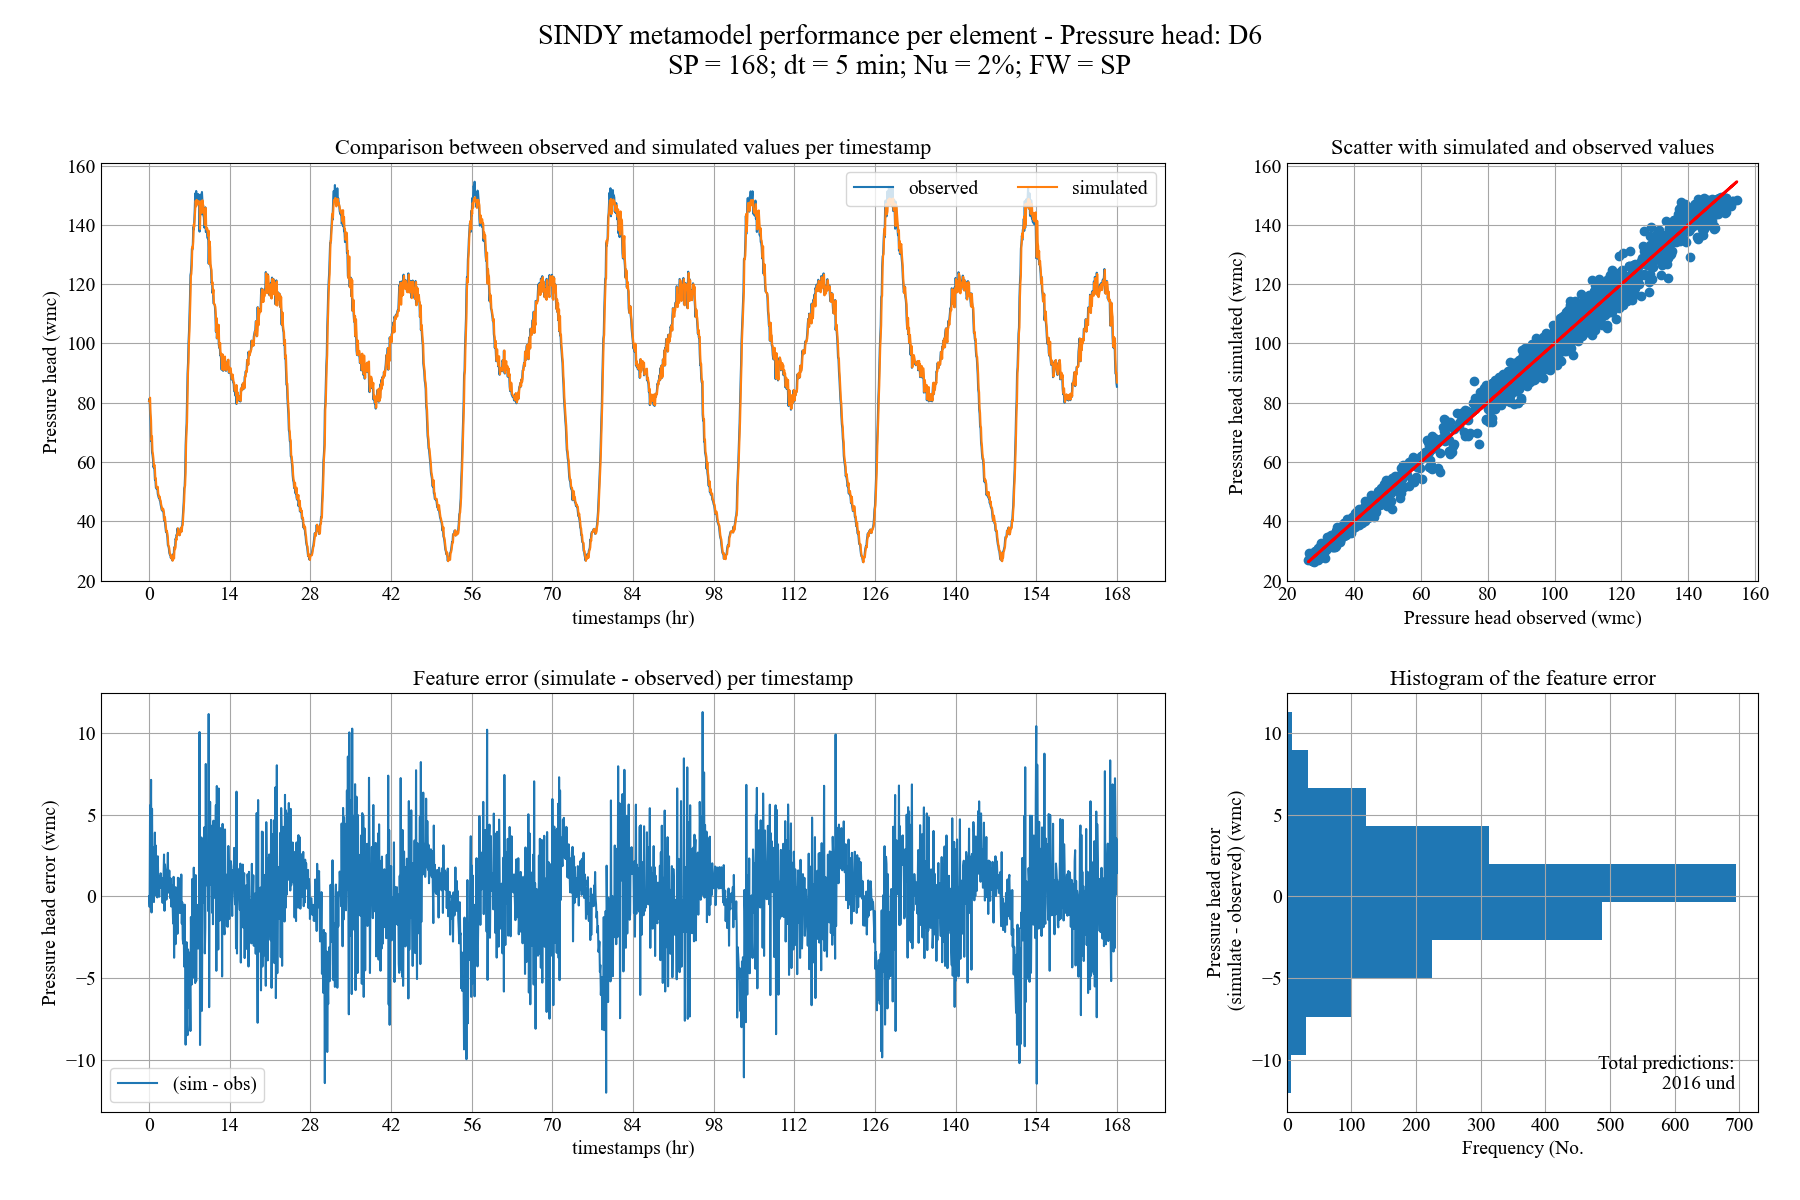 SINDY metamodel performance per element - Pressure head: D6
SP = 168; dt = 5 min; Nu = 2%; FW = SP
Comparison between observed and simulated values per timestamp
160
140
120
100
80
60
40
20
Pressure head (wmc)
observed simulated
0 14 28 42 56 70 84 98 112 126 140 154 168
timestamps (hr)
Scatter with simulated and observed values
160
140
120
100
80
60
40
20
Pressure head simulated (wmc)
20 40 60 80 100 120 140 160
Pressure head observed (wmc)
Feature error (simulate - observed) per timestamp
10
5
0
−5
−10
Pressure head error (wmc)
(sim - obs)
0 14 28 42 56 70 84 98 112 126 140 154 168
timestamps (hr)
Histogram of the feature error
10
5
0
−5
−10
Pressure head error
(simulate - observed) (wmc)
Total predictions:
2016 und
0 100 200 300 400 500 600 700
Frequency (No.